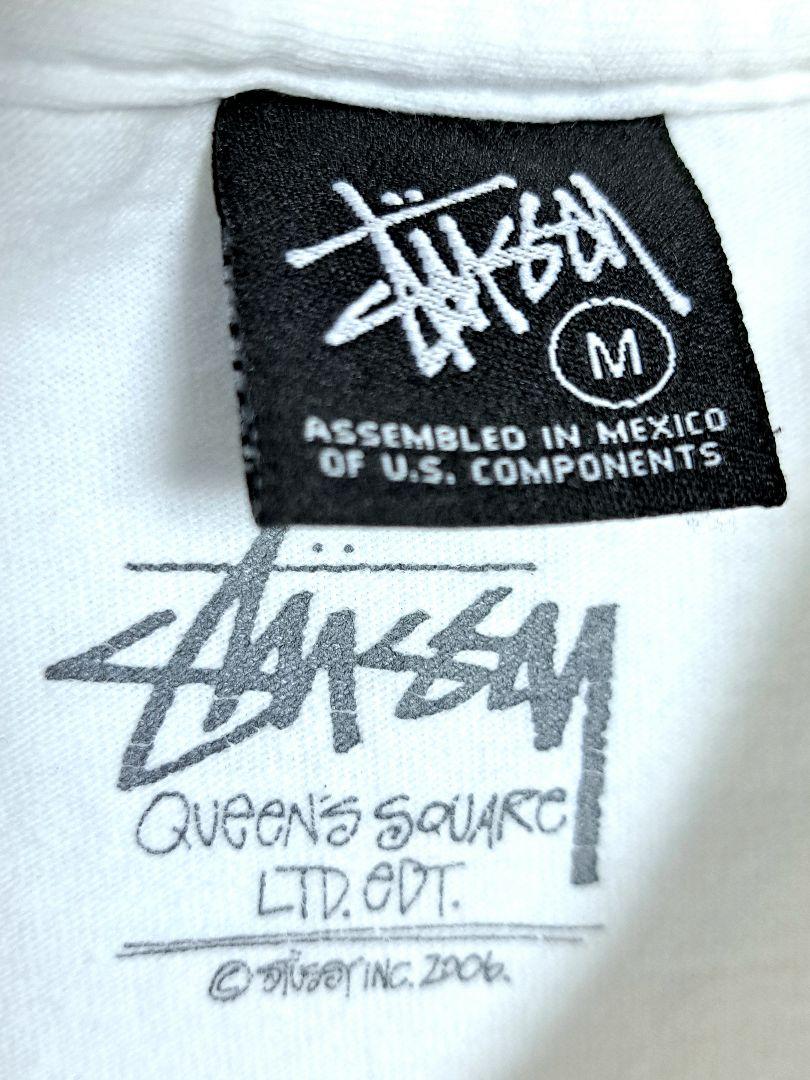 Stüssy
M
ASSEMBLED IN MEXICO
OF U.S. COMPONENTS
Stüssy
QUEEN'S SQUARE
LTD. EDT.
© STÜSSY INC. 2006.